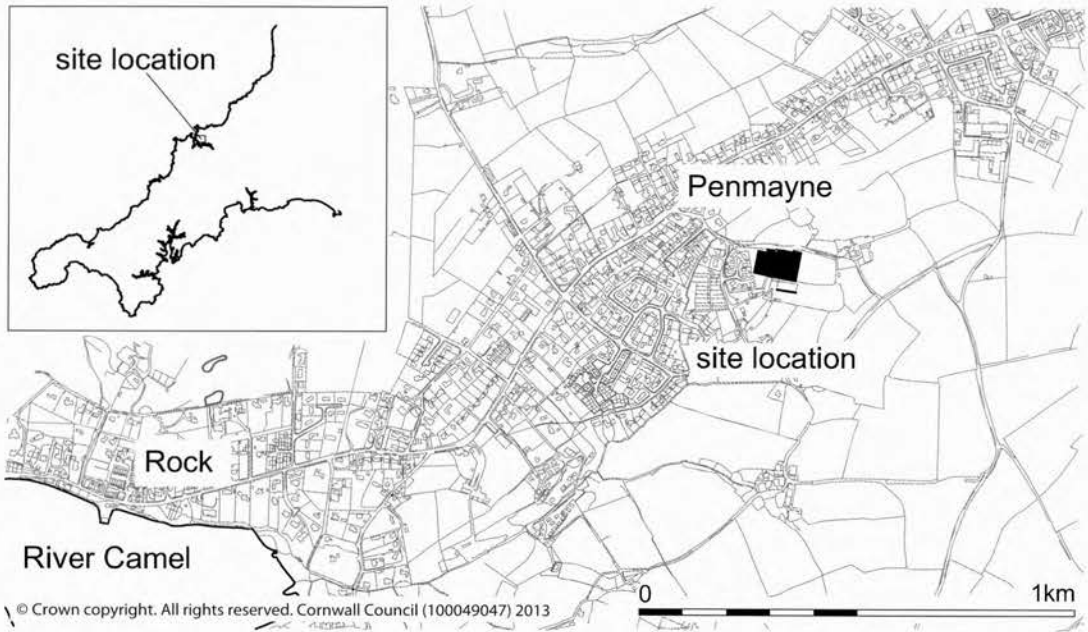 site location
Penmayne
site location
Rock
River Camel
© Crown copyright. All rights reserved. Cornwall Council (100049047) 2013
0 1km